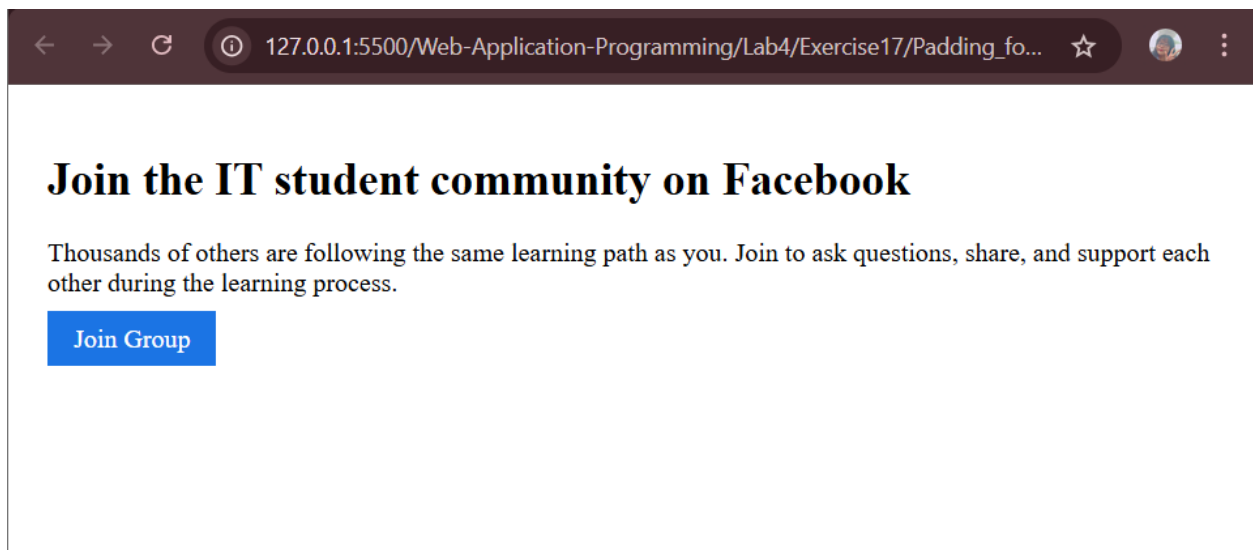 127.0.0.1:5500/Web-Application-Programming/Lab4/Exercise17/Padding_fo...
Join the IT student community on Facebook
Thousands of others are following the same learning path as you. Join to ask questions, share, and support each
other during the learning process.
Join Group